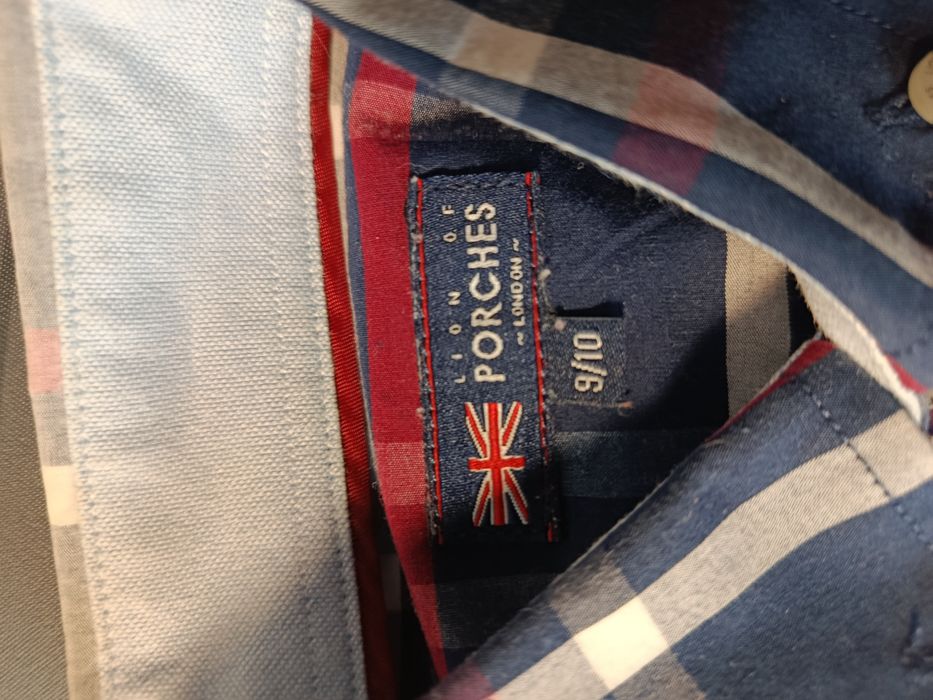 LION OF
PORCHES
~ LONDON ~
9/10